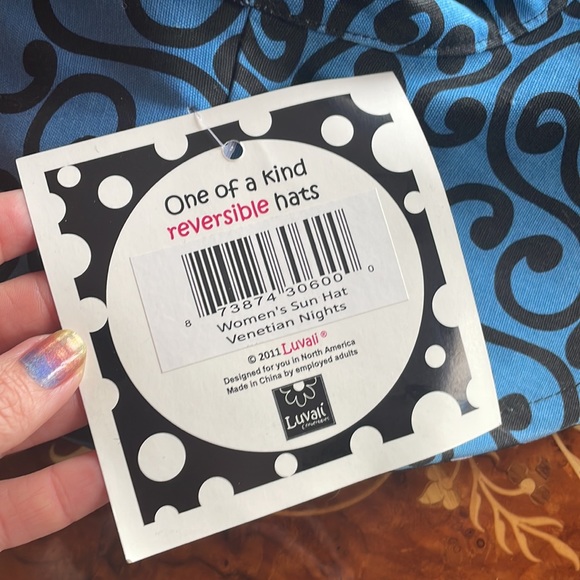 One of a kind
reversible hats
8 73874 30600 0
Women's Sun Hat
Venetian Nights
© 2011 Luvali ®
Designed for you in North America
Made in China by employed adults
Luvali